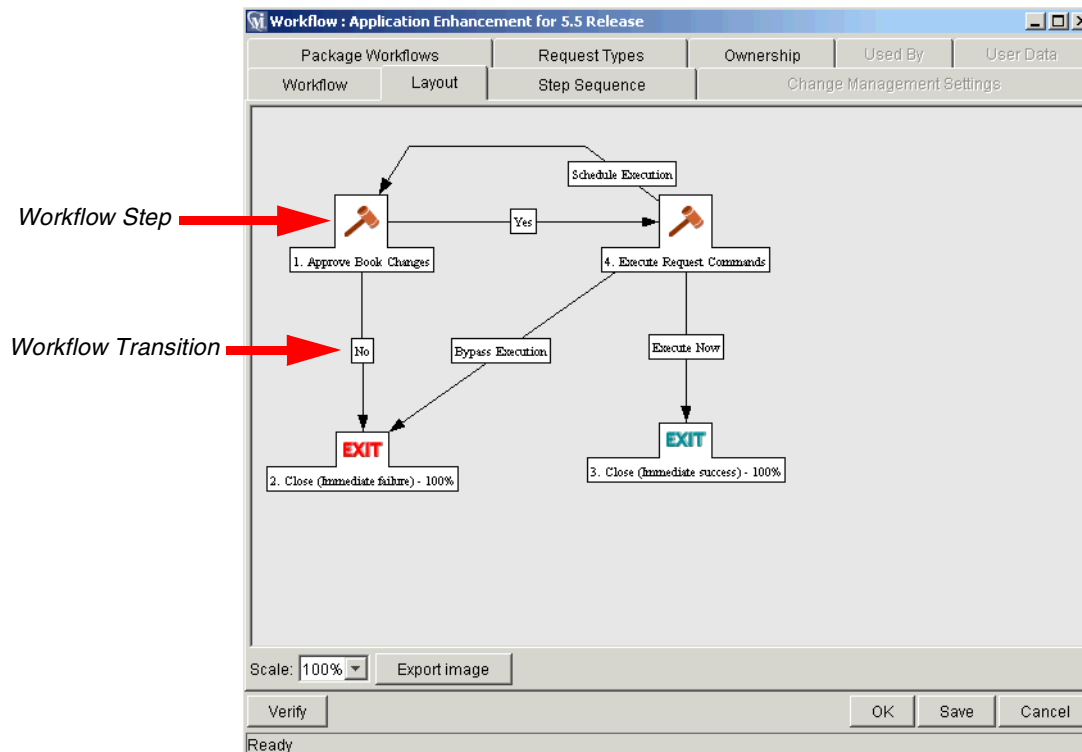 Workflow : Application Enhancement for 5.5 Release
Package Workflows
Request Types
Ownership
Used By
User Data
Workflow
Layout
Step Sequence
Change Management Settings
Schedule Execution
Workflow Step
Yes
1. Approve Book Changes
4. Execute Request Commands
Workflow Transition
No
Bypass Execution
Execute Now
EXIT
EXIT
2. Close (Immediate failure) - 100%
3. Close (Immediate success) - 100%
Scale: 100% Export image
Verify
OK
Save
Cancel
Ready